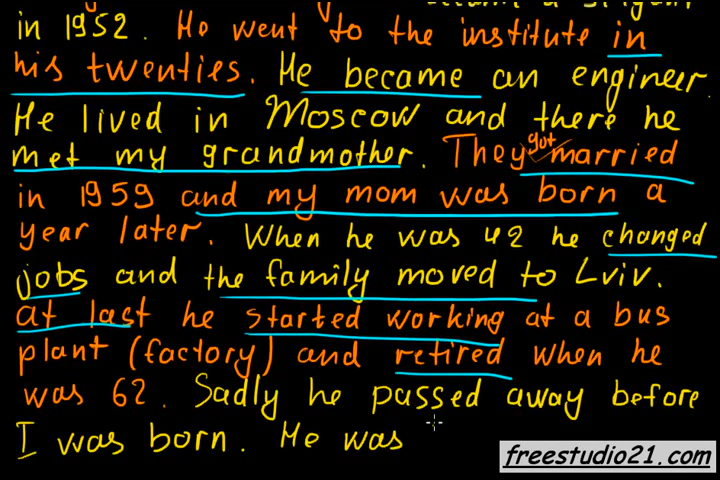 in 1952. He went to the institute in
his twenties. He became an engineer.
He lived in Moscow and there he
met my grandmother. They got married
in 1959 and my mom was born a
year later. When he was 42 he changed
jobs and the family moved to Lviv.
at last he started working at a bus
plant (factory) and retired when he
was 62. Sadly he passed away before
I was born. He was
freestudio21.com